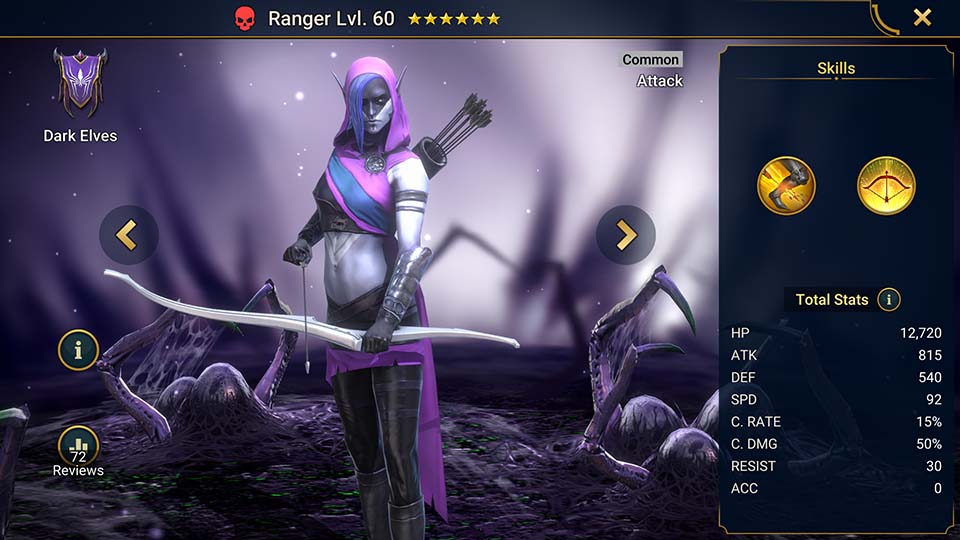 Ranger Lvl. 60
Dark Elves
Common
Attack
72
Reviews
Skills
Total Stats i
HP 12,720
ATK 815
DEF 540
SPD 92
C. RATE 15%
C. DMG 50%
RESIST 30
ACC 0